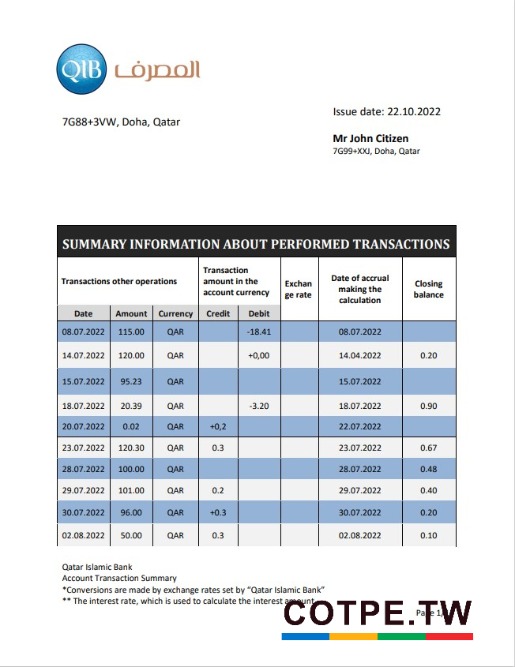 QIB المصرف
Issue date: 22.10.2022
7G88+3VW, Doha, Qatar
Mr John Citizen
7G99+XXJ, Doha, Qatar
SUMMARY INFORMATION ABOUT PERFORMED TRANSACTIONS
Transactions other operations
Transaction
amount in the
account currency
Exchan
ge rate
Date of accrual
making the
calculation
Closing
balance
Date Amount Currency Credit Debit
08.07.2022 115.00 QAR -18.41 08.07.2022
14.07.2022 120.00 QAR +0,00 14.04.2022 0.20
15.07.2022 95.23 QAR 15.07.2022
18.07.2022 20.39 QAR -3.20 18.07.2022 0.90
20.07.2022 0.02 QAR +0,2 22.07.2022
23.07.2022 120.30 QAR 0.3 23.07.2022 0.67
28.07.2022 100.00 QAR 28.07.2022 0.48
29.07.2022 101.00 QAR 0.2 29.07.2022 0.40
30.07.2022 96.00 QAR +0.3 30.07.2022 0.20
02.08.2022 50.00 QAR 0.3 02.08.2022 0.10
Qatar Islamic Bank
Account Transaction Summary
*Conversions are made by exchange rates set by “Qatar Islamic Bank”
** The interest rate, which is used to calculate the interest amount
COTPE.TW